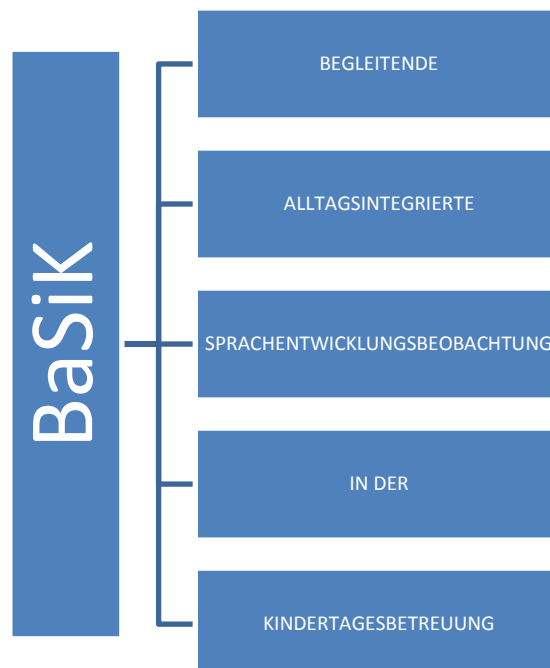 BaSiK
BEGLEITENDE
ALLTAGSINTEGRIERTE
SPRACHENTWICKLUNGSBEOBACHTUNG
IN DER
KINDERTAGESBETREUUNG